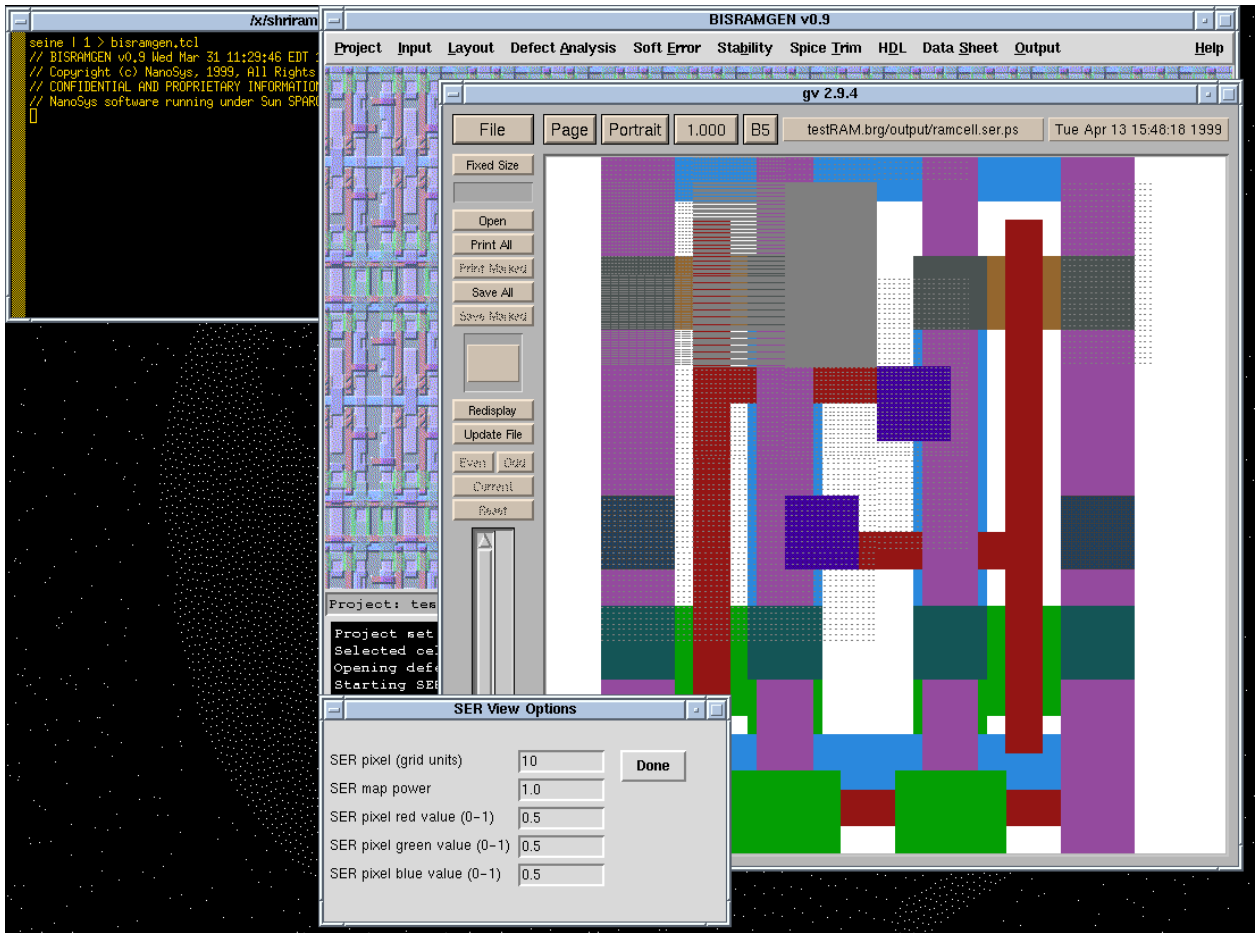 /x/shriram
seine | 1 > bisramgen.tcl
// BISRAMGEN v0.9 Wed Mar 31 11:29:46 EDT
// Copyright (c) NanoSys, 1999, All Rights
// CONFIDENTIAL AND PROPRIETARY INFORMATION
// NanoSys software running under Sun SPARC
BISRAMGEN v0.9
Project Input Layout Defect Analysis Soft Error Stability Spice Trim HDL Data Sheet Output Help
gv 2.9.4
File Page Portrait 1.000 B5 testRAM.brg/output/ramcell.ser.ps Tue Apr 13 15:48:18 1999
Fixed Size
Open
Print All
Print Marked
Save All
Save Marked
Redisplay
Update File
Even Odd
Current
Reset
Project: tes
Project set
Selected cel
Opening defe
Starting SER
SER View Options
SER pixel (grid units) 10 Done
SER map power 1.0
SER pixel red value (0-1) 0.5
SER pixel green value (0-1) 0.5
SER pixel blue value (0-1) 0.5